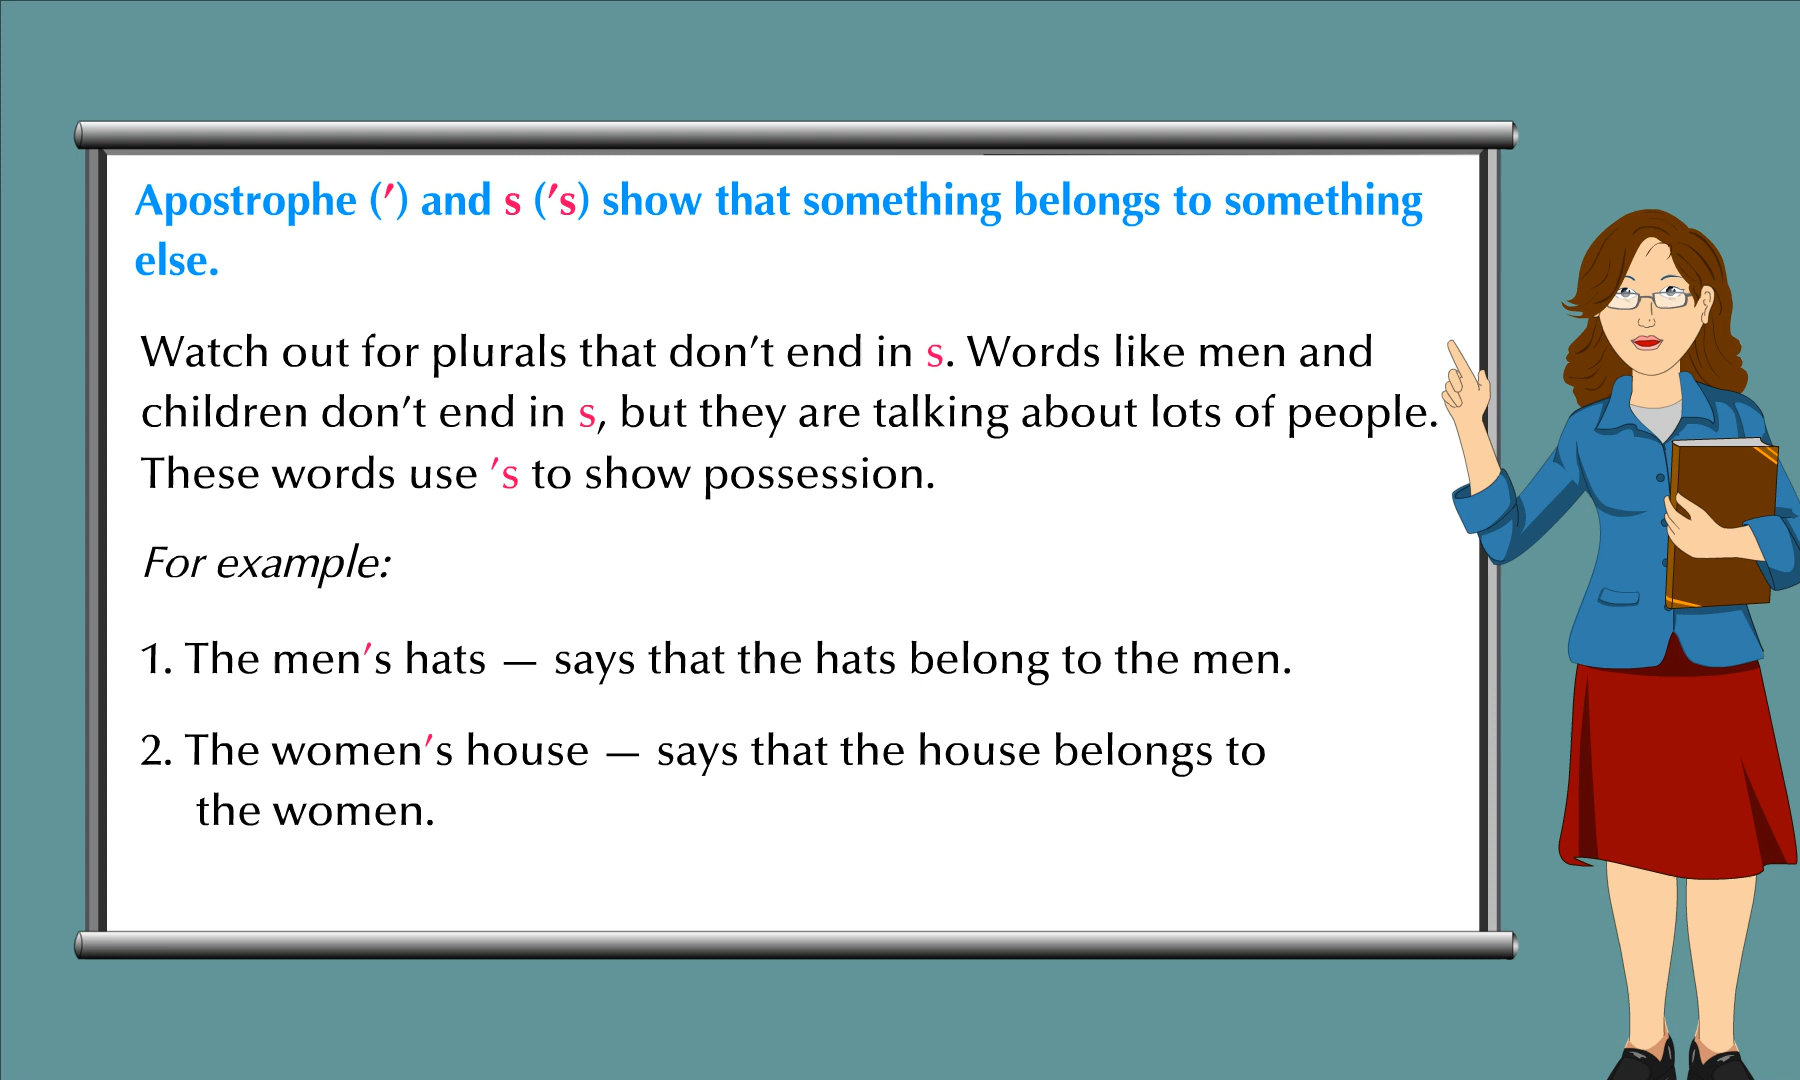 Apostrophe (′) and s (′s) show that something belongs to something
else.
Watch out for plurals that don’t end in s. Words like men and
children don’t end in s, but they are talking about lots of people.
These words use ′s to show possession.
For example:
1. The men′s hats — says that the hats belong to the men.
2. The women′s house — says that the house belongs to
the women.